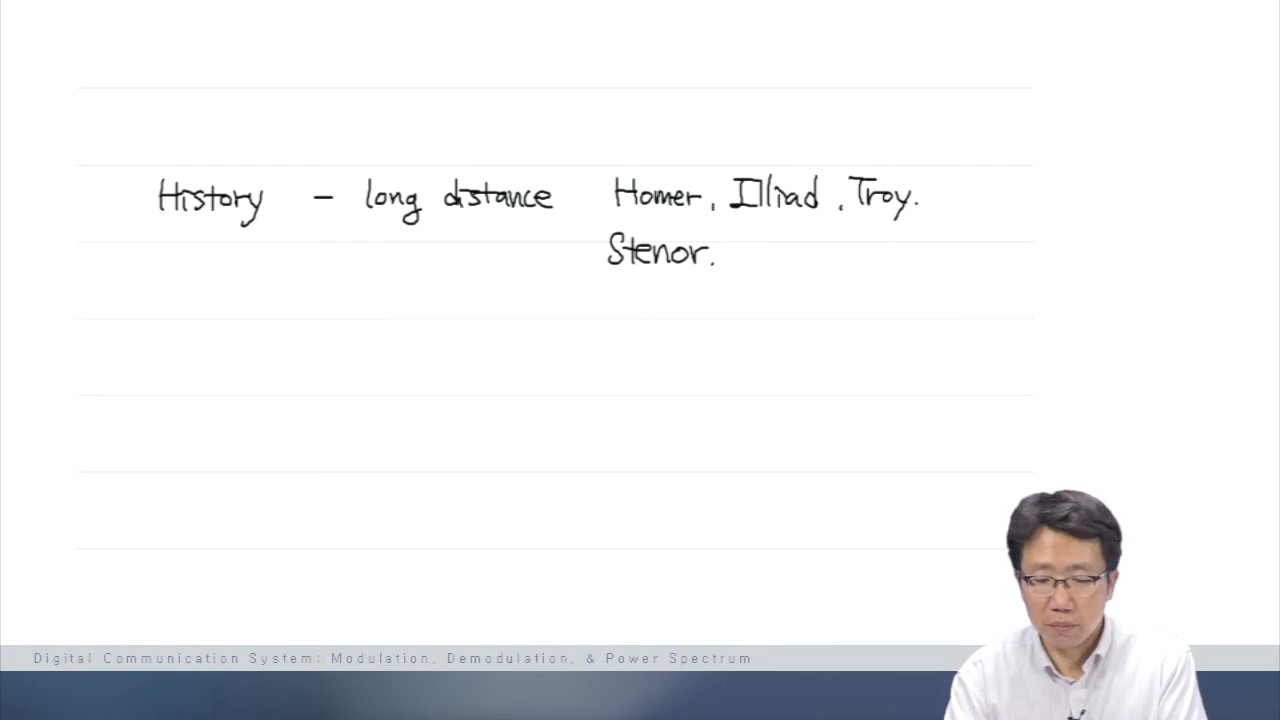 History – long distance Homer, Illiad, Troy.
Stenor.
Digital Communication System: Modulation, Demodulation, & Power Spectrum